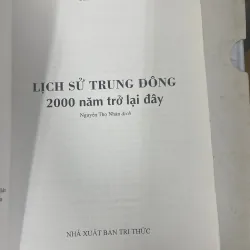 LỊCH SỬ TRUNG ĐÔNG
2000 năm trở lại đây
Nguyễn Thọ Nhân dịch
NHÀ XUẤT BẢN TRI THỨC